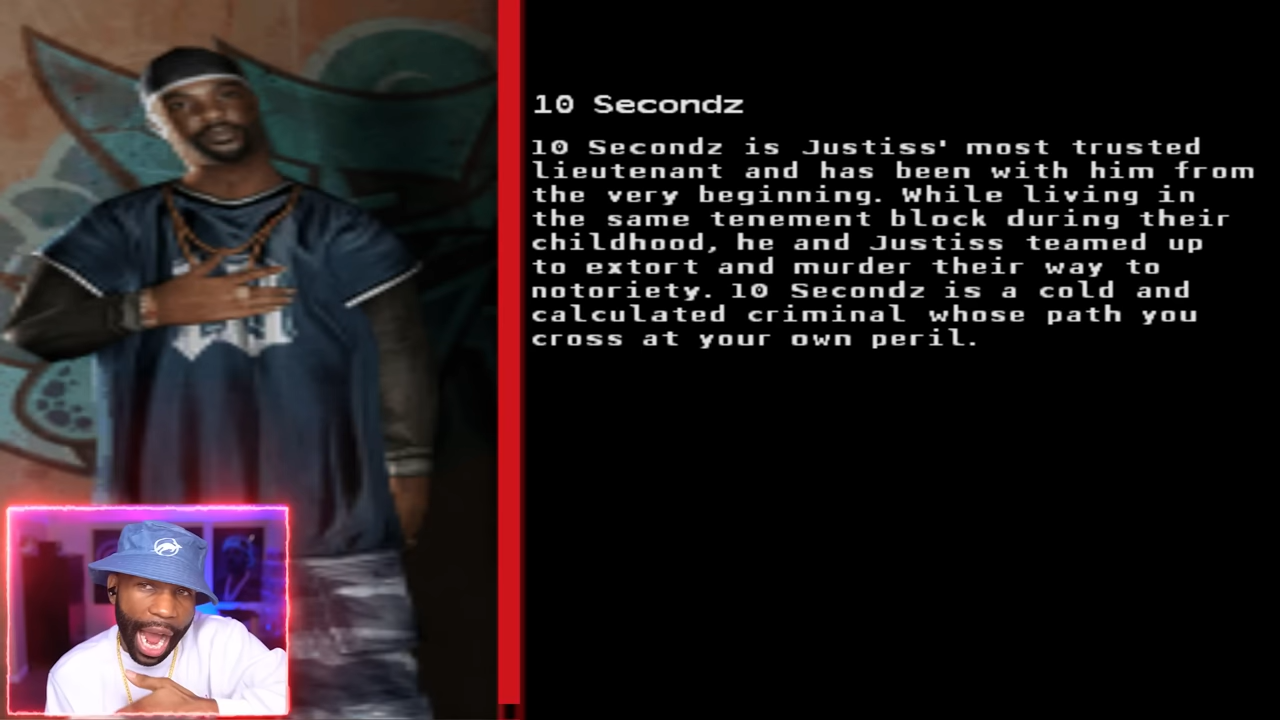 10 Secondz
10 Secondz is Justiss' most trusted
lieutenant and has been with him from
the very beginning. While living in
the same tenement block during their
childhood, he and Justiss teamed up
to extort and murder their way to
notoriety. 10 Secondz is a cold and
calculated criminal whose path you
cross at your own peril.